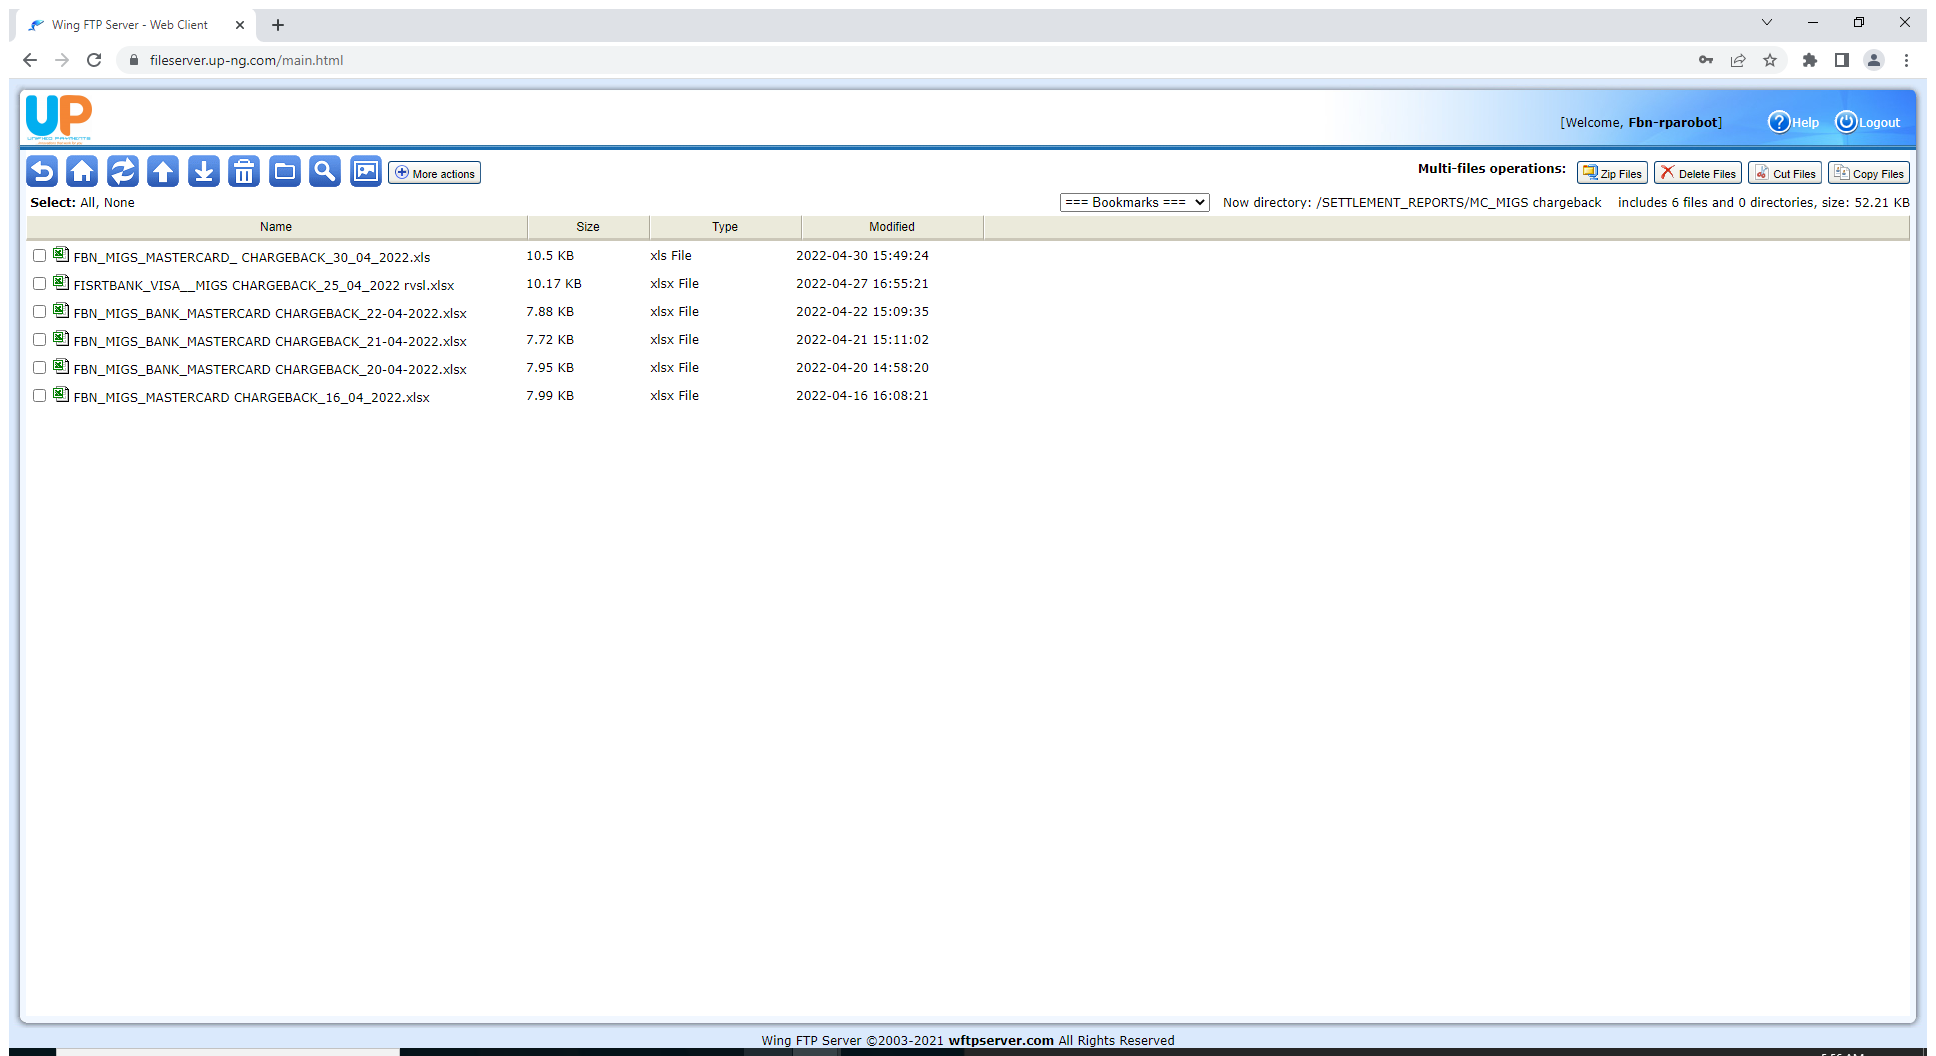 Wing FTP Server - Web Client
fileserver.up-ng.com/main.html
UP
UNIFIED PAYMENTS
[Welcome, Fbn-rparobot]
Help
Logout
More actions
Multi-files operations:
Zip Files
Delete Files
Cut Files
Copy Files
Select: All, None
=== Bookmarks ===
Now directory: /SETTLEMENT_REPORTS/MC_MIGS chargeback includes 6 files and 0 directories, size: 52.21 KB
Name Size Type Modified
FBN_MIGS_MASTERCARD_ CHARGEBACK_30_04_2022.xls 10.5 KB xls File 2022-04-30 15:49:24
FISRTBANK_VISA__MIGS CHARGEBACK_25_04_2022 rvsl.xlsx 10.17 KB xlsx File 2022-04-27 16:55:21
FBN_MIGS_BANK_MASTERCARD CHARGEBACK_22-04-2022.xlsx 7.88 KB xlsx File 2022-04-22 15:09:35
FBN_MIGS_BANK_MASTERCARD CHARGEBACK_21-04-2022.xlsx 7.72 KB xlsx File 2022-04-21 15:11:02
FBN_MIGS_BANK_MASTERCARD CHARGEBACK_20-04-2022.xlsx 7.95 KB xlsx File 2022-04-20 14:58:20
FBN_MIGS_MASTERCARD CHARGEBACK_16_04_2022.xlsx 7.99 KB xlsx File 2022-04-16 16:08:21
Wing FTP Server ©2003-2021 wftpserver.com All Rights Reserved